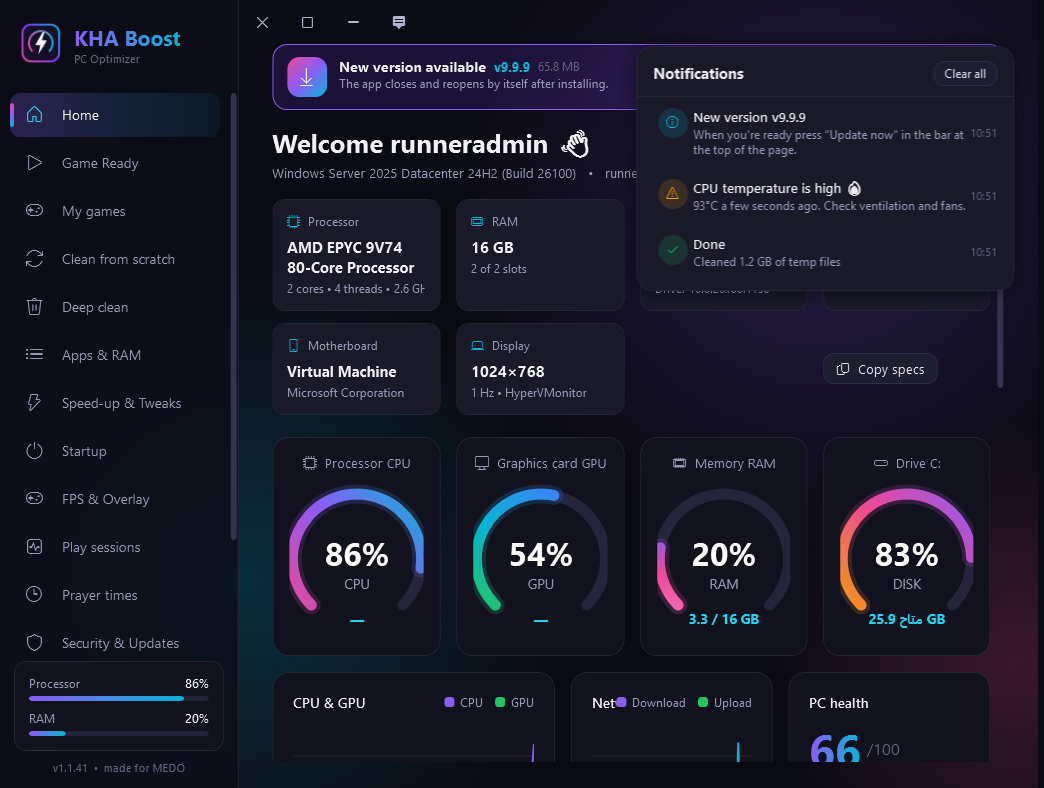 KHA Boost
PC Optimizer
Home
Game Ready
My games
Clean from scratch
Deep clean
Apps & RAM
Speed-up & Tweaks
Startup
FPS & Overlay
Play sessions
Prayer times
Security & Updates
Processor 86%
RAM 20%
v1.1.41 • made for MEDO
New version available v9.9.9 65.8 MB
The app closes and reopens by itself after installing.
Notifications
Clear all
New version v9.9.9
When you're ready press “Update now” in the bar at
the top of the page.
10:51
CPU temperature is high
93°C a few seconds ago. Check ventilation and fans.
10:51
Done
Cleaned 1.2 GB of temp files
10:51
Welcome runneradmin
Windows Server 2025 Datacenter 24H2 (Build 26100) • runne
Processor
AMD EPYC 9V74
80-Core Processor
2 cores • 4 threads • 2.6 GH
RAM
16 GB
2 of 2 slots
Motherboard
Virtual Machine
Microsoft Corporation
Display
1024×768
1 Hz • HyperVMonitor
Copy specs
Processor CPU
86%
CPU
—
Graphics card GPU
54%
GPU
—
Memory RAM
20%
RAM
3.3 / 16 GB
Drive C:
83%
DISK
25.9 متاح GB
CPU & GPU
CPU GPU
Net
Download Upload
PC health
66 /100